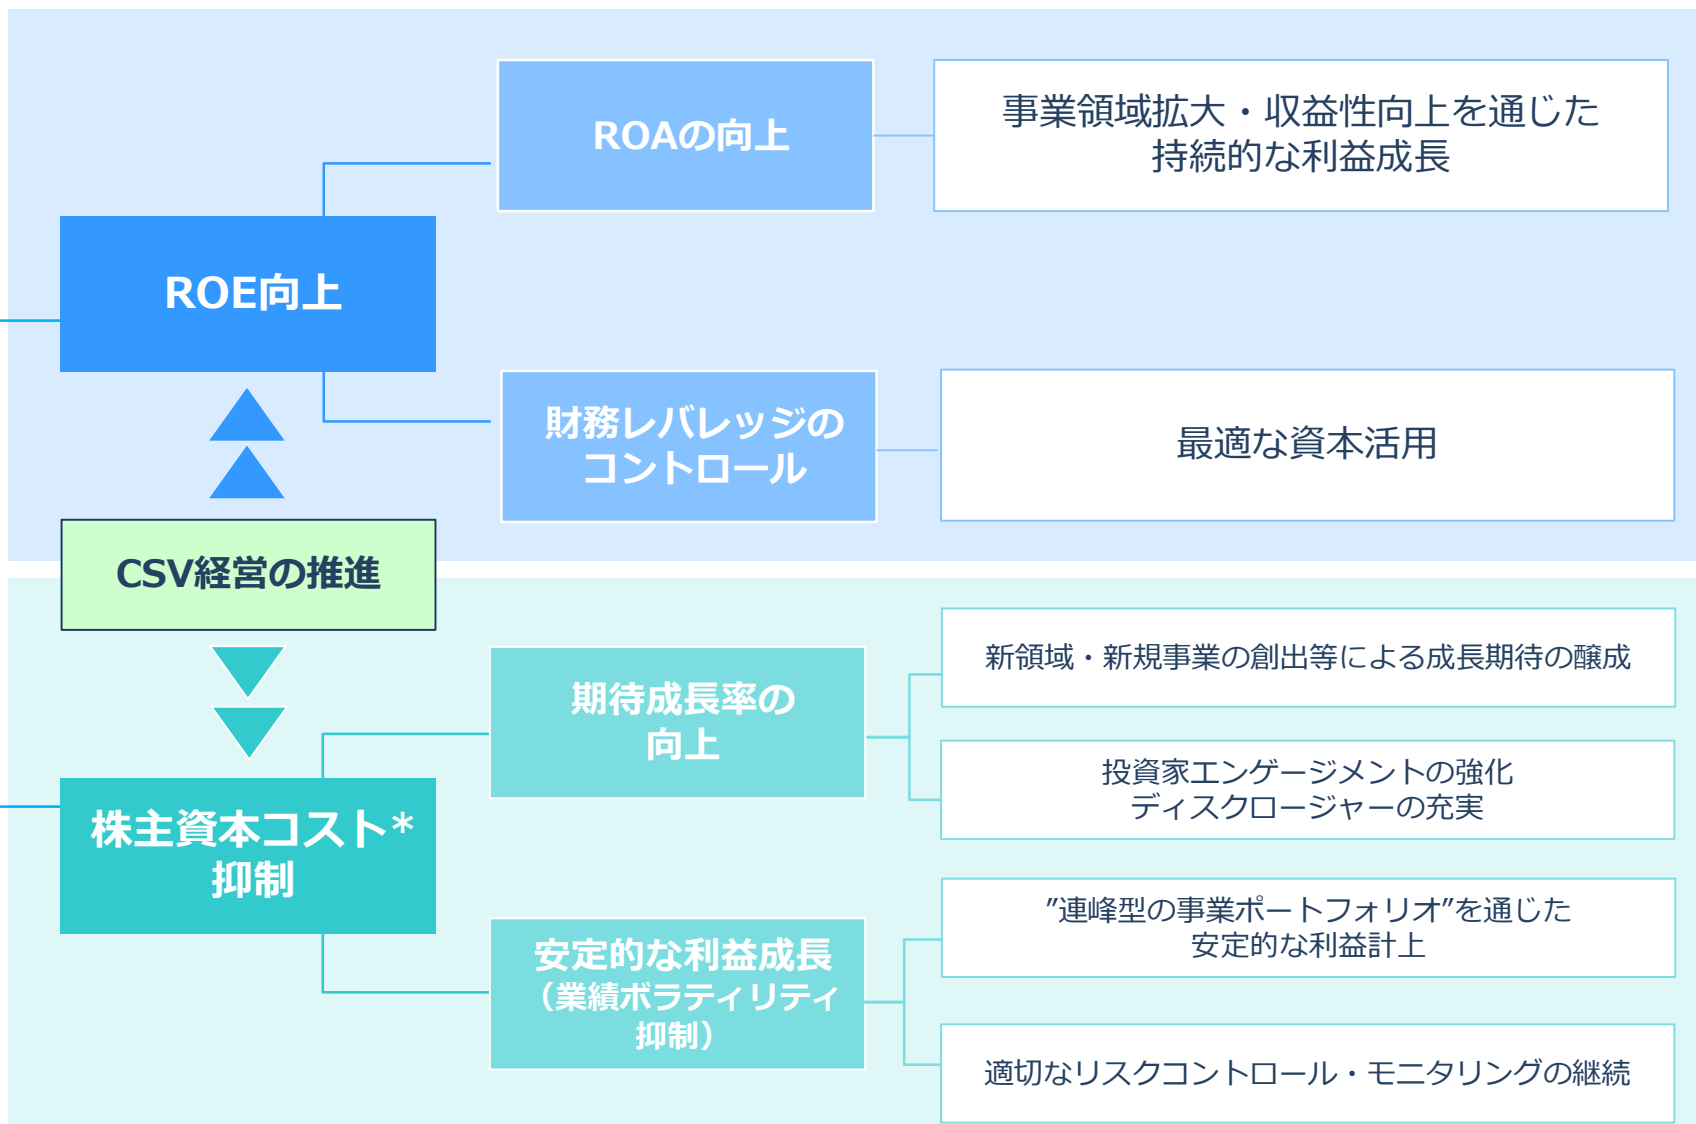 ROAの向上
事業領域拡大・収益性向上を通じた
持続的な利益成長
ROE向上
財務レバレッジの
コントロール
最適な資本活用
CSV経営の推進
期待成長率の
向上
新領域・新規事業の創出等による成長期待の醸成
投資家エンゲージメントの強化
ディスクロージャーの充実
株主資本コスト*
抑制
安定的な利益成長
（業績ボラティリティ
抑制）
”連峰型の事業ポートフォリオ”を通じた
安定的な利益計上
適切なリスクコントロール・モニタリングの継続